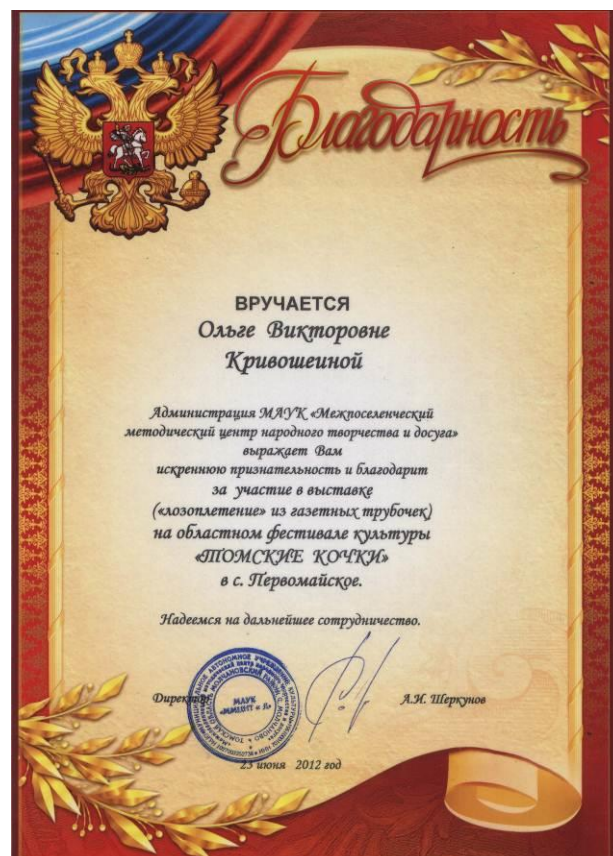 Благодарность
ВРУЧАЕТСЯ
Ольге Викторовне
Кривошеиной
Администрация МАУК «Межпоселенческий
методический центр народного творчества и досуга»
выражает Вам
искреннюю признательность и благодарит
за участие в выставке
(«лозоплетение» из газетных трубочек)
на областном фестивале культуры
«ТОМСКИЕ КОЧКИ»
в с. Первомайское.
Надеемся на дальнейшее сотрудничество.
Директор
А.И. Шеркунов
МАУК
23 июня 2012 год